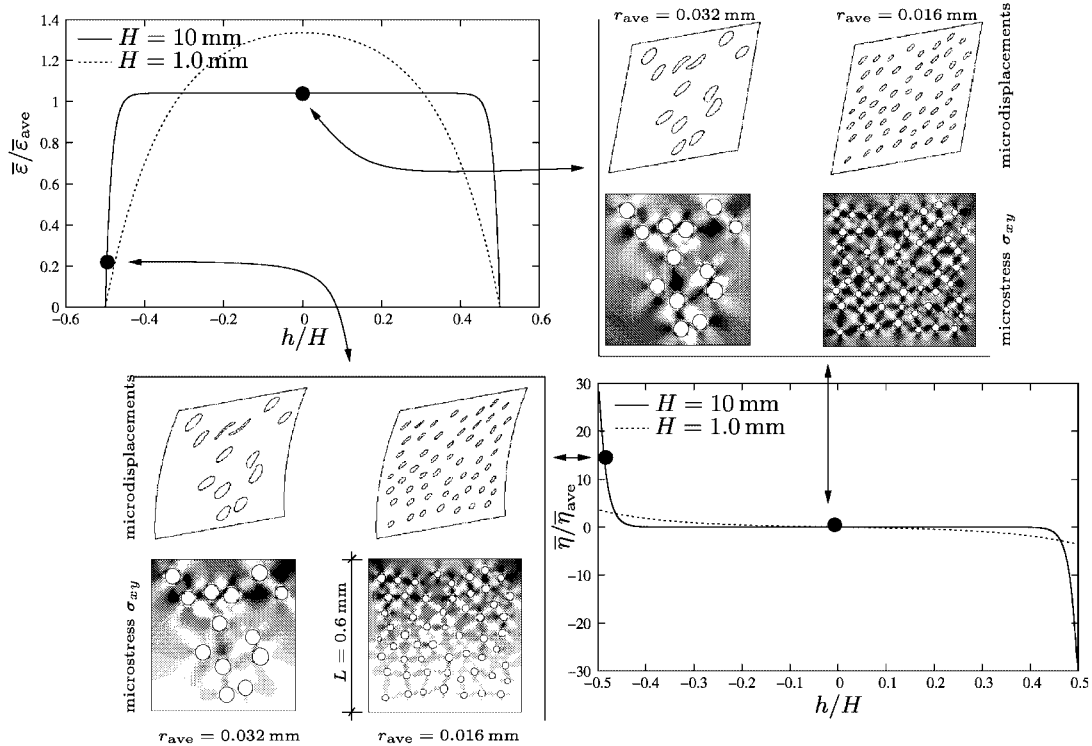 1.4
1.2
1
0.8
0.6
0.4
0.2
0
−0.6
−0.4
−0.2
0
0.2
0.4
0.6
ε̅/ε̅ave
h/H
H = 10 mm
H = 1.0 mm
rave = 0.032 mm
rave = 0.016 mm
microdisplacements
microstress σxy
microdisplacements
microstress σxy
L = 0.6 mm
rave = 0.032 mm
rave = 0.016 mm
30
20
10
0
−10
−20
−30
−0.5
−0.4
−0.3
−0.2
−0.1
0
0.1
0.2
0.3
0.4
0.5
η̅/η̅ave
h/H
H = 10 mm
H = 1.0 mm